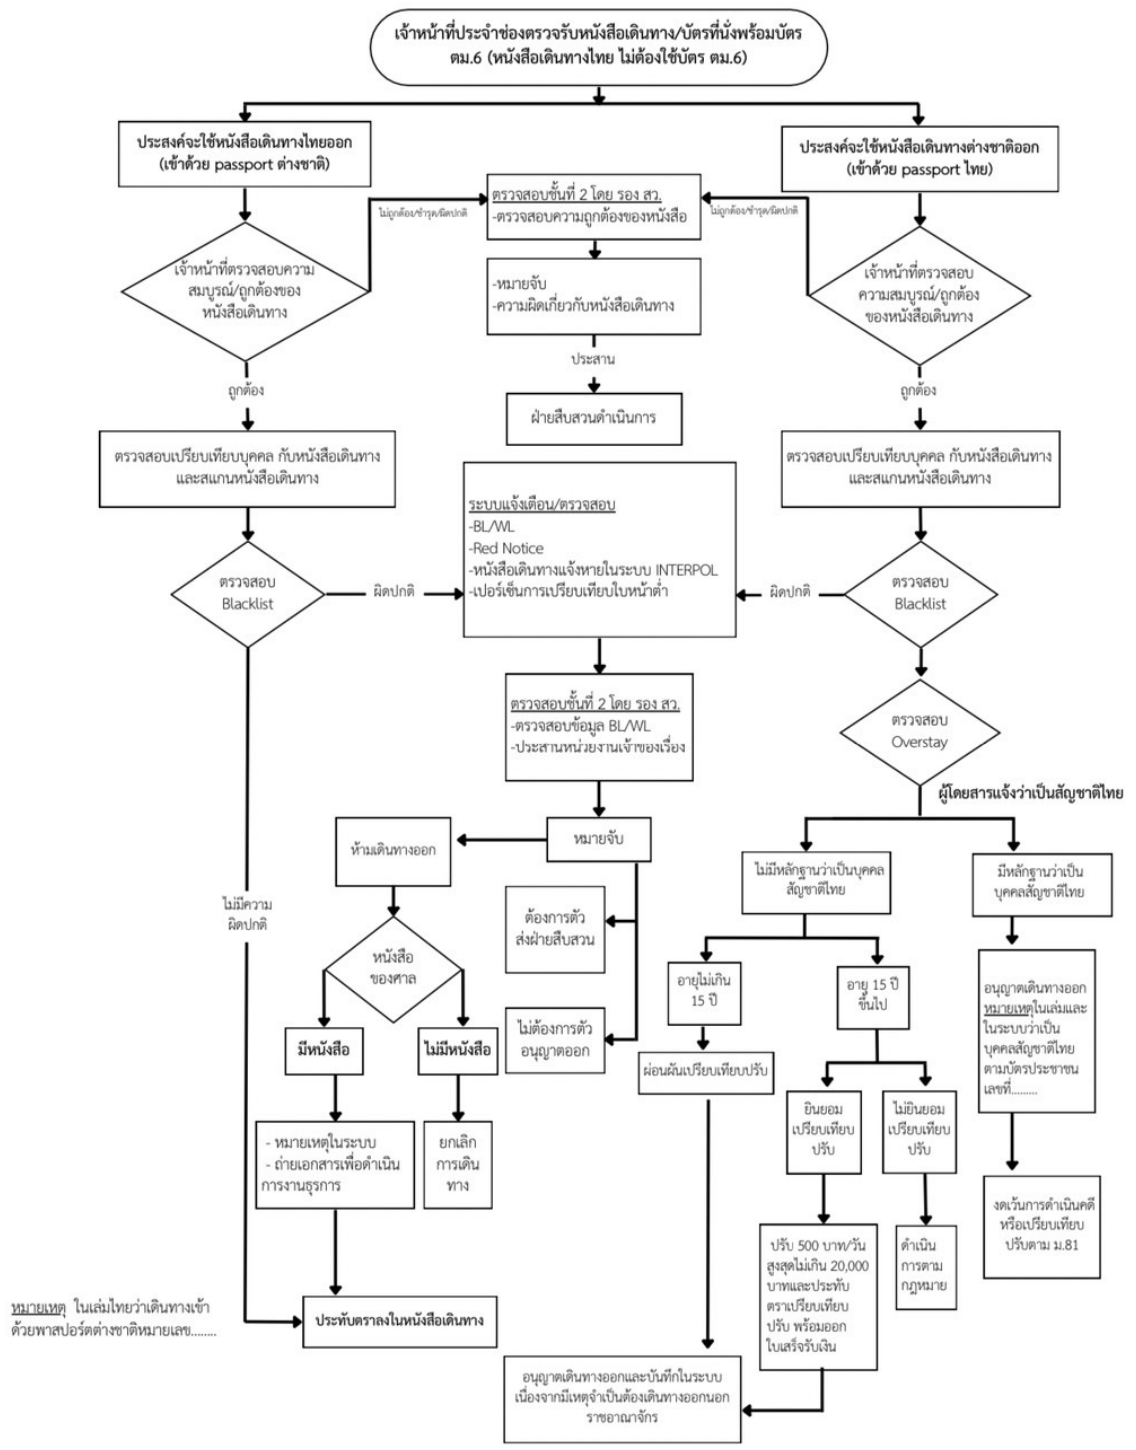 เจ้าหน้าที่ประจำช่องตรวจรับหนังสือเดินทาง/บัตรที่นั่งพร้อมบัตร
ตม.6 (หนังสือเดินทางไทย ไม่ต้องใช้บัตร ตม.6)
ประสงค์จะใช้หนังสือเดินทางไทยออก
(เข้าด้วย passport ต่างชาติ)
ประสงค์จะใช้หนังสือเดินทางต่างชาติออก
(เข้าด้วย passport ไทย)
ไม่ถูกต้อง/ชำรุด/ผิดปกติ
ตรวจสอบชั้นที่ 2 โดย รอง สว.
-ตรวจสอบความถูกต้องของหนังสือ
ไม่ถูกต้อง/ชำรุด/ผิดปกติ
เจ้าหน้าที่ตรวจสอบความ
สมบูรณ์/ถูกต้องของ
หนังสือเดินทาง
-หมายจับ
-ความผิดเกี่ยวกับหนังสือเดินทาง
เจ้าหน้าที่ตรวจสอบ
ความสมบูรณ์/ถูกต้อง
ของหนังสือเดินทาง
ประสาน
ถูกต้อง
ฝ่ายสืบสวนดำเนินการ
ถูกต้อง
ตรวจสอบเปรียบเทียบบุคคล กับหนังสือเดินทาง
และสแกนหนังสือเดินทาง
ตรวจสอบเปรียบเทียบบุคคล กับหนังสือเดินทาง
และสแกนหนังสือเดินทาง
ระบบแจ้งเตือน/ตรวจสอบ
-BL/WL
-Red Notice
-หนังสือเดินทางแจ้งหายในระบบ INTERPOL
-เปอร์เซ็นการเปรียบเทียบใบหน้าต่ำ
ตรวจสอบ
Blacklist
ผิดปกติ
ผิดปกติ
ตรวจสอบ
Blacklist
ตรวจสอบชั้นที่ 2 โดย รอง สว.
-ตรวจสอบข้อมูล BL/WL
-ประสานหน่วยงานเจ้าของเรื่อง
ตรวจสอบ
Overstay
ผู้โดยสารแจ้งว่าเป็นสัญชาติไทย
ห้ามเดินทางออก
หมายจับ
ไม่มีหลักฐานว่าเป็นบุคคล
สัญชาติไทย
มีหลักฐานว่าเป็น
บุคคลสัญชาติไทย
ไม่มีความ
ผิดปกติ
ต้องการตัว
ส่งฝ่ายสืบสวน
หนังสือ
ของศาล
อายุไม่เกิน
15 ปี
อายุ 15 ปี
ขึ้นไป
อนุญาตเดินทางออก
หมายเหตุในเล่มและ
ในระบบว่าเป็น
บุคคลสัญชาติไทย
ตามบัตรประชาชน
เลขที่.........
มีหนังสือ
ไม่มีหนังสือ
ไม่ต้องการตัว
อนุญาตออก
ผ่อนผันเปรียบเทียบปรับ
ยินยอม
เปรียบเทียบ
ปรับ
ไม่ยินยอม
เปรียบเทียบ
ปรับ
- หมายเหตุในระบบ
- ถ่ายเอกสารเพื่อดำเนิน
การงานธุรการ
ยกเลิก
การเดิน
ทาง
งดเว้นการดำเนินคดี
หรือเปรียบเทียบ
ปรับตาม ม.81
ปรับ 500 บาท/วัน
สูงสุดไม่เกิน 20,000
บาทและประทับ
ตราเปรียบเทียบ
ปรับ พร้อมออก
ใบเสร็จรับเงิน
ดำเนิน
การตาม
กฎหมาย
หมายเหตุ ในเล่มไทยว่าเดินทางเข้า
ด้วยพาสปอร์ตต่างชาติหมายเลข........
ประทับตราลงในหนังสือเดินทาง
อนุญาตเดินทางออกและบันทึกในระบบ
เนื่องจากมีเหตุจำเป็นต้องเดินทางออกนอก
ราชอาณาจักร